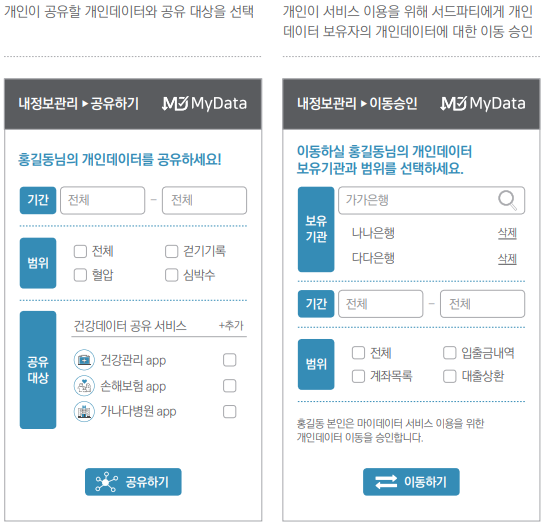 개인이 공유할 개인데이터와 공유 대상을 선택
내정보관리 ▶ 공유하기 MyData
홍길동님의 개인데이터를 공유하세요!
기간 전체 – 전체
범위 전체 걷기기록
혈압 심박수
공유
대상
건강데이터 공유 서비스 +추가
건강관리 app
손해보험 app
가나다병원 app
공유하기
개인이 서비스 이용을 위해 서드파티에게 개인
데이터 보유자의 개인데이터에 대한 이동 승인
내정보관리 ▶ 이동승인 MyData
이동하실 홍길동님의 개인데이터
보유기관과 범위를 선택하세요.
보유
기관
가가은행
나나은행 삭제
다다은행 삭제
기간 전체 – 전체
범위 전체 입출금내역
계좌목록 대출상환
홍길동 본인은 마이데이터 서비스 이용을 위한
개인데이터 이동을 승인합니다.
이동하기